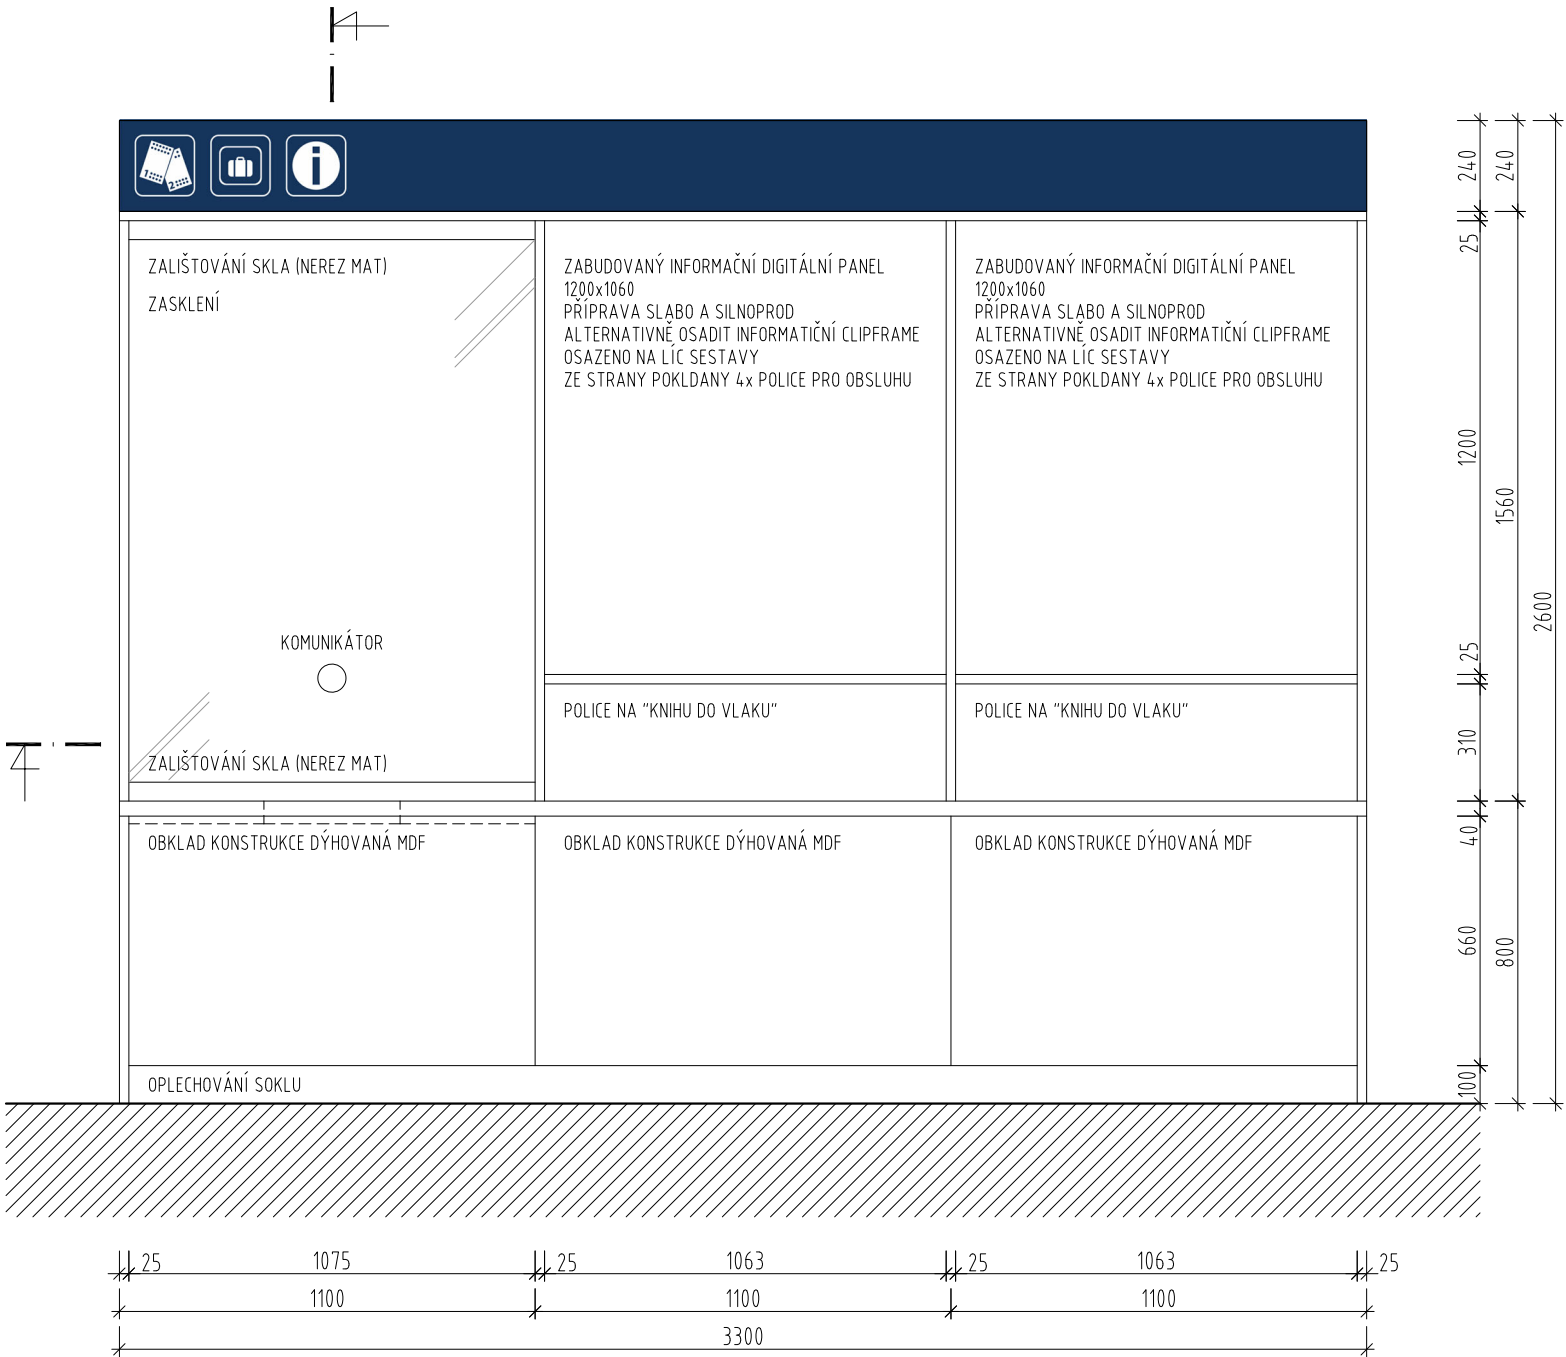 ZALIŠTOVÁNÍ SKLA (NEREZ MAT)
ZASKLENÍ
KOMUNIKÁTOR
ZALIŠTOVÁNÍ SKLA (NEREZ MAT)
ZABUDOVANÝ INFORMAČNÍ DIGITÁLNÍ PANEL
1200x1060
PŘÍPRAVA SLABO A SILNOPROD
ALTERNATIVNĚ OSADIT INFORMATIČNÍ CLIPFRAME
OSAZENO NA LÍC SESTAVY
ZE STRANY POKLDANY 4x POLICE PRO OBSLUHU
POLICE NA "KNIHU DO VLAKU"
ZABUDOVANÝ INFORMAČNÍ DIGITÁLNÍ PANEL
1200x1060
PŘÍPRAVA SLABO A SILNOPROD
ALTERNATIVNĚ OSADIT INFORMATIČNÍ CLIPFRAME
OSAZENO NA LÍC SESTAVY
ZE STRANY POKLDANY 4x POLICE PRO OBSLUHU
POLICE NA "KNIHU DO VLAKU"
OBKLAD KONSTRUKCE DÝHOVANÁ MDF
OBKLAD KONSTRUKCE DÝHOVANÁ MDF
OBKLAD KONSTRUKCE DÝHOVANÁ MDF
OPLECHOVÁNÍ SOKLU
240
25
1200
25
310
40
660
100
240
1560
800
2600
25 1075 25 1063 25 1063 25
1100 1100 1100
3300